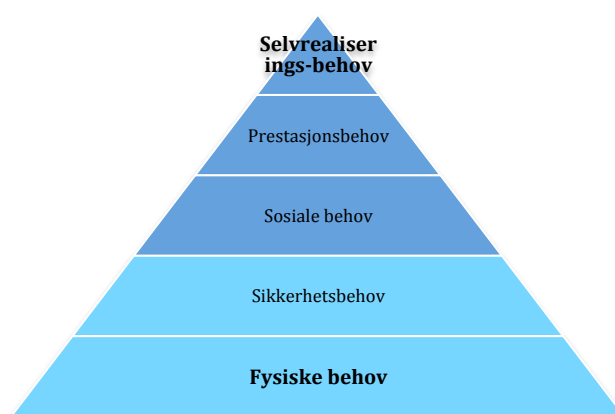 Selvrealiser
ings-behov
Prestasjonsbehov
Sosiale behov
Sikkerhetsbehov
Fysiske behov